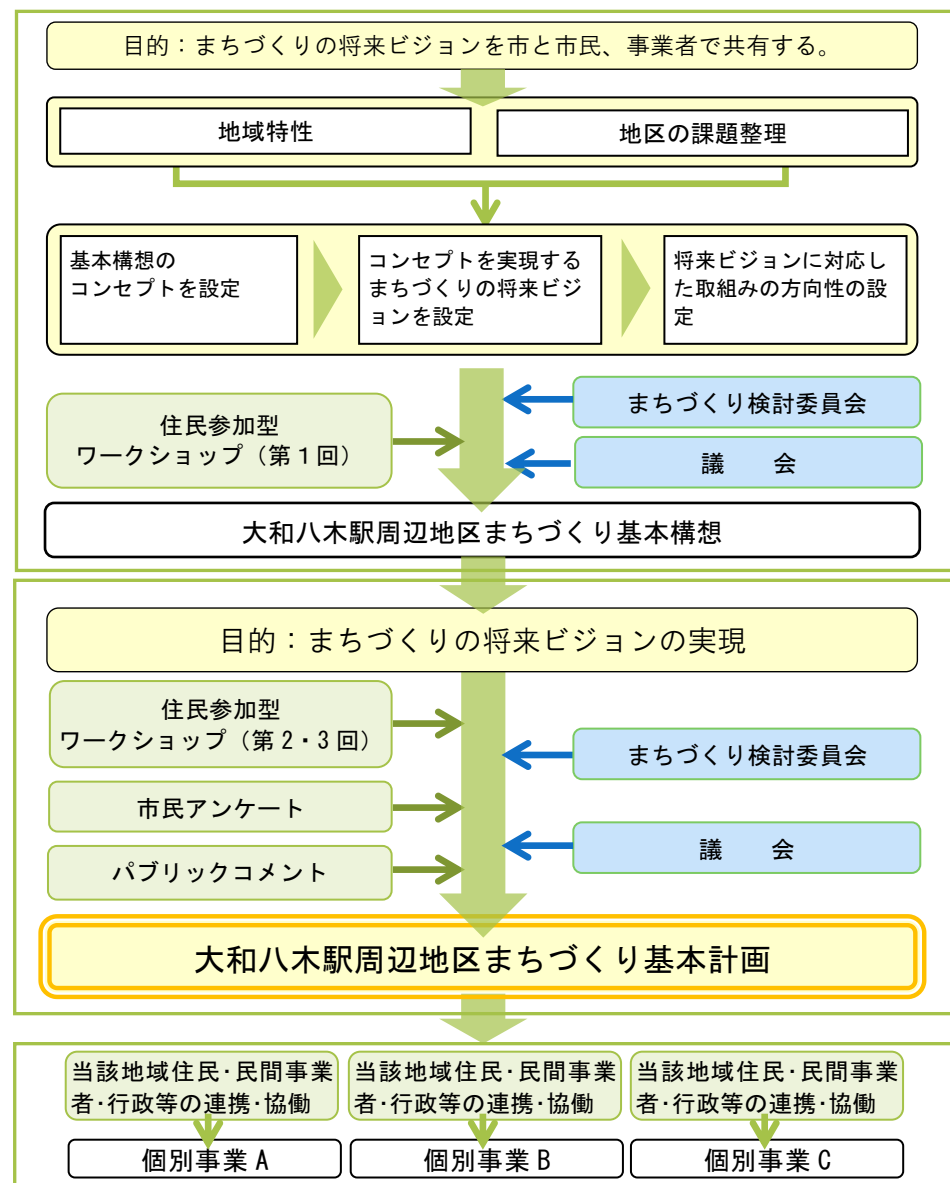 目的：まちづくりの将来ビジョンを市と市民、事業者で共有する。
地域特性
地区の課題整理
基本構想の
コンセプトを設定
コンセプトを実現する
まちづくりの将来ビジ
ョンを設定
将来ビジョンに対応し
た取組みの方向性の設
定
住民参加型
ワークショップ（第１回）
まちづくり検討委員会
議　　会
大和八木駅周辺地区まちづくり基本構想
目的：まちづくりの将来ビジョンの実現
住民参加型
ワークショップ（第２・３回）
市民アンケート
パブリックコメント
まちづくり検討委員会
議　　会
大和八木駅周辺地区まちづくり基本計画
当該地域住民・民間事業
者・行政等の連携・協働
個別事業Ａ
当該地域住民・民間事業
者・行政等の連携・協働
個別事業Ｂ
当該地域住民・民間事業
者・行政等の連携・協働
個別事業Ｃ